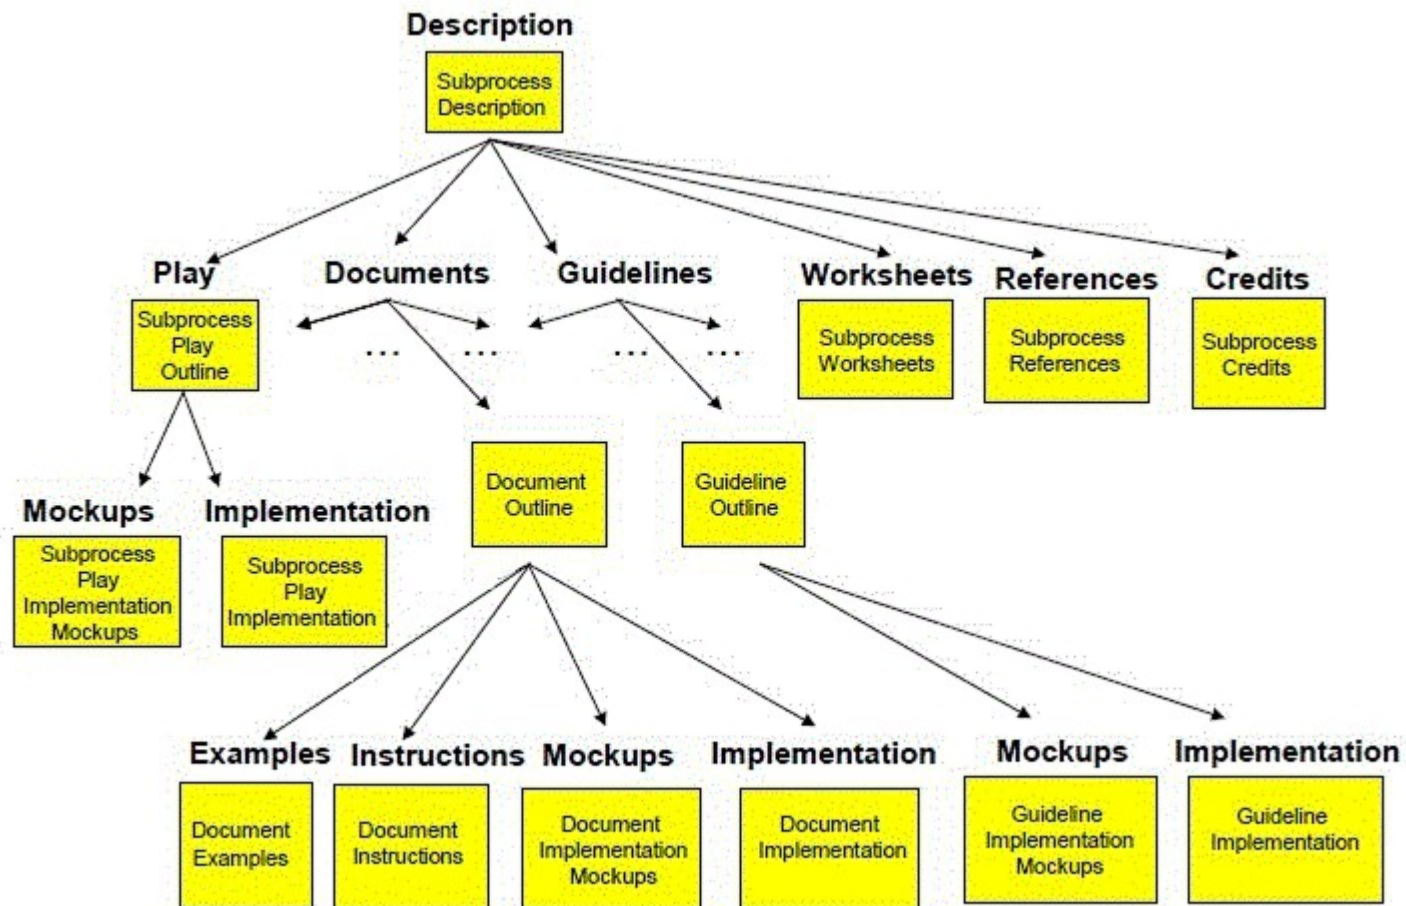 Description
Subprocess
Description
Play
Documents
Guidelines
Worksheets
References
Credits
Subprocess
Play
Outline
... ...
... ...
Subprocess
Worksheets
Subprocess
References
Subprocess
Credits
Document
Outline
Guideline
Outline
Mockups
Implementation
Subprocess
Play
Implementation
Mockups
Subprocess
Play
Implementation
Examples
Instructions
Mockups
Implementation
Mockups
Implementation
Document
Examples
Document
Instructions
Document
Implementation
Mockups
Document
Implementation
Guideline
Implementation
Mockups
Guideline
Implementation